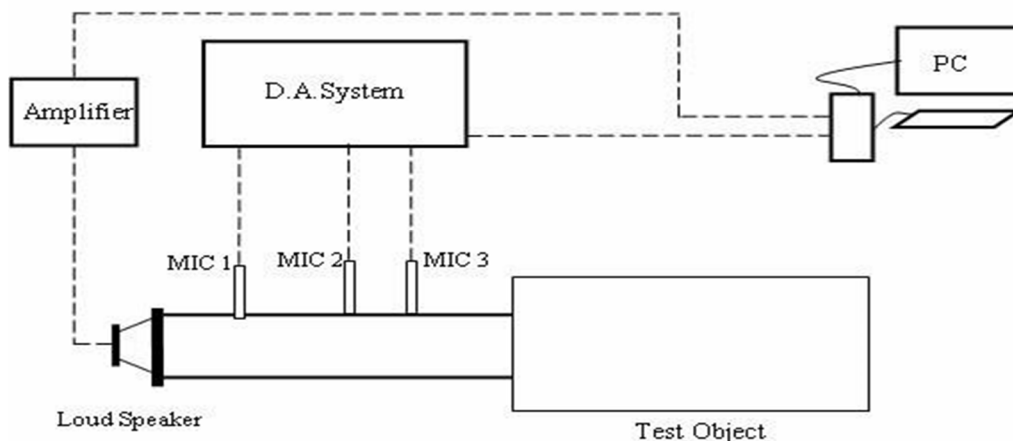 PC
D.A.System
Amplifier
MIC 1
MIC 2
MIC 3
Loud Speaker
Test Object